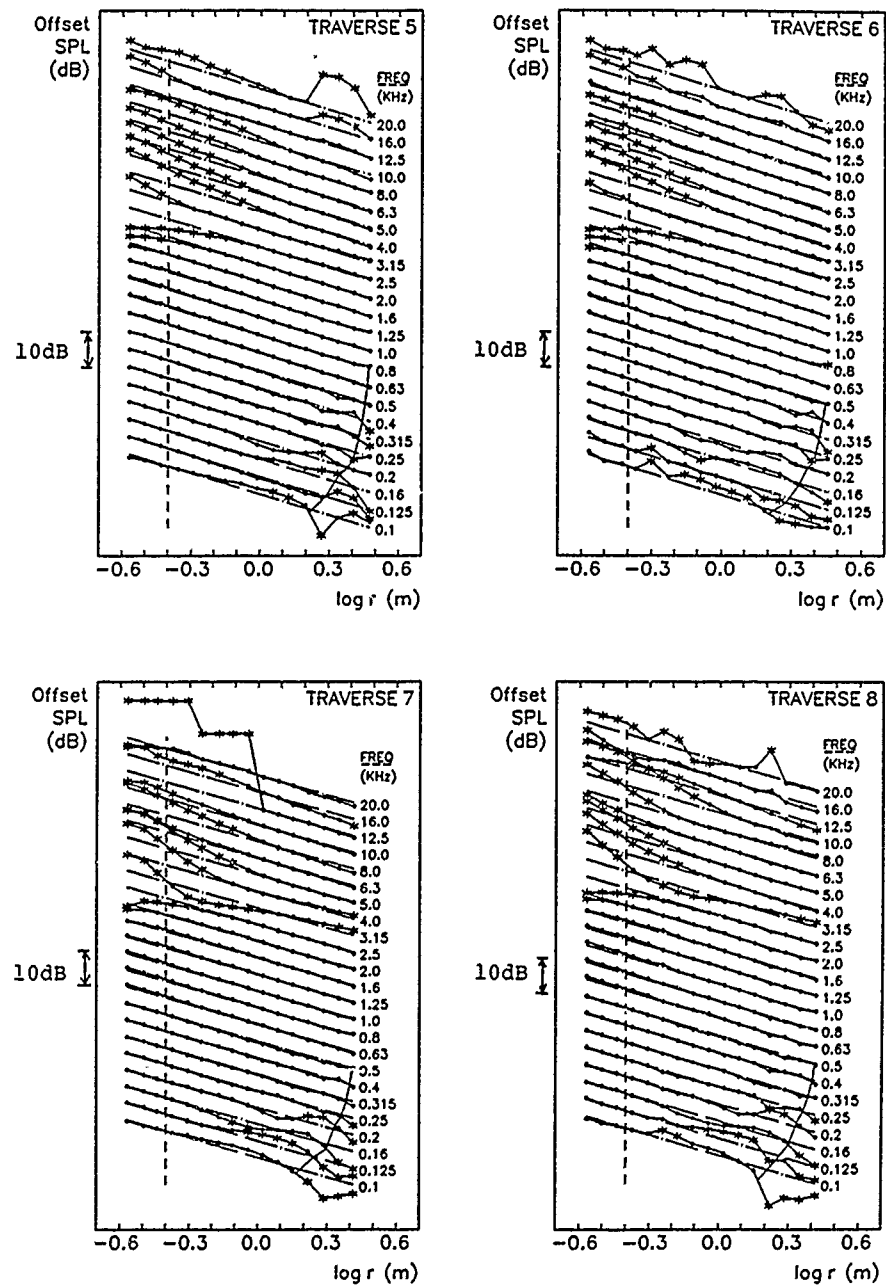 Offset
SPL
(dB)
TRAVERSE 5
FREQ
(KHz)
20.0
16.0
12.5
10.0
8.0
6.3
5.0
4.0
3.15
2.5
2.0
1.6
1.25
1.0
0.8
0.63
0.5
0.4
0.315
0.25
0.2
0.16
0.125
0.1
10dB
-0.6 -0.3 0.0 0.3 0.6
log r (m)
Offset
SPL
(dB)
TRAVERSE 6
FREQ
(KHz)
20.0
16.0
12.5
10.0
8.0
6.3
5.0
4.0
3.15
2.5
2.0
1.6
1.25
1.0
0.8
0.63
0.5
0.4
0.315
0.25
0.2
0.16
0.125
0.1
10dB
-0.6 -0.3 0.0 0.3 0.6
log r (m)
Offset
SPL
(dB)
TRAVERSE 7
FREQ
(KHz)
20.0
16.0
12.5
10.0
8.0
6.3
5.0
4.0
3.15
2.5
2.0
1.6
1.25
1.0
0.8
0.63
0.5
0.4
0.315
0.25
0.2
0.16
0.125
0.1
10dB
-0.6 -0.3 0.0 0.3 0.6
log r (m)
Offset
SPL
(dB)
TRAVERSE 8
FREQ
(KHz)
20.0
16.0
12.5
10.0
8.0
6.3
5.0
4.0
3.15
2.5
2.0
1.6
1.25
1.0
0.8
0.63
0.5
0.4
0.315
0.25
0.2
0.16
0.125
0.1
10dB
-0.6 -0.3 0.0 0.3 0.6
log r (m)